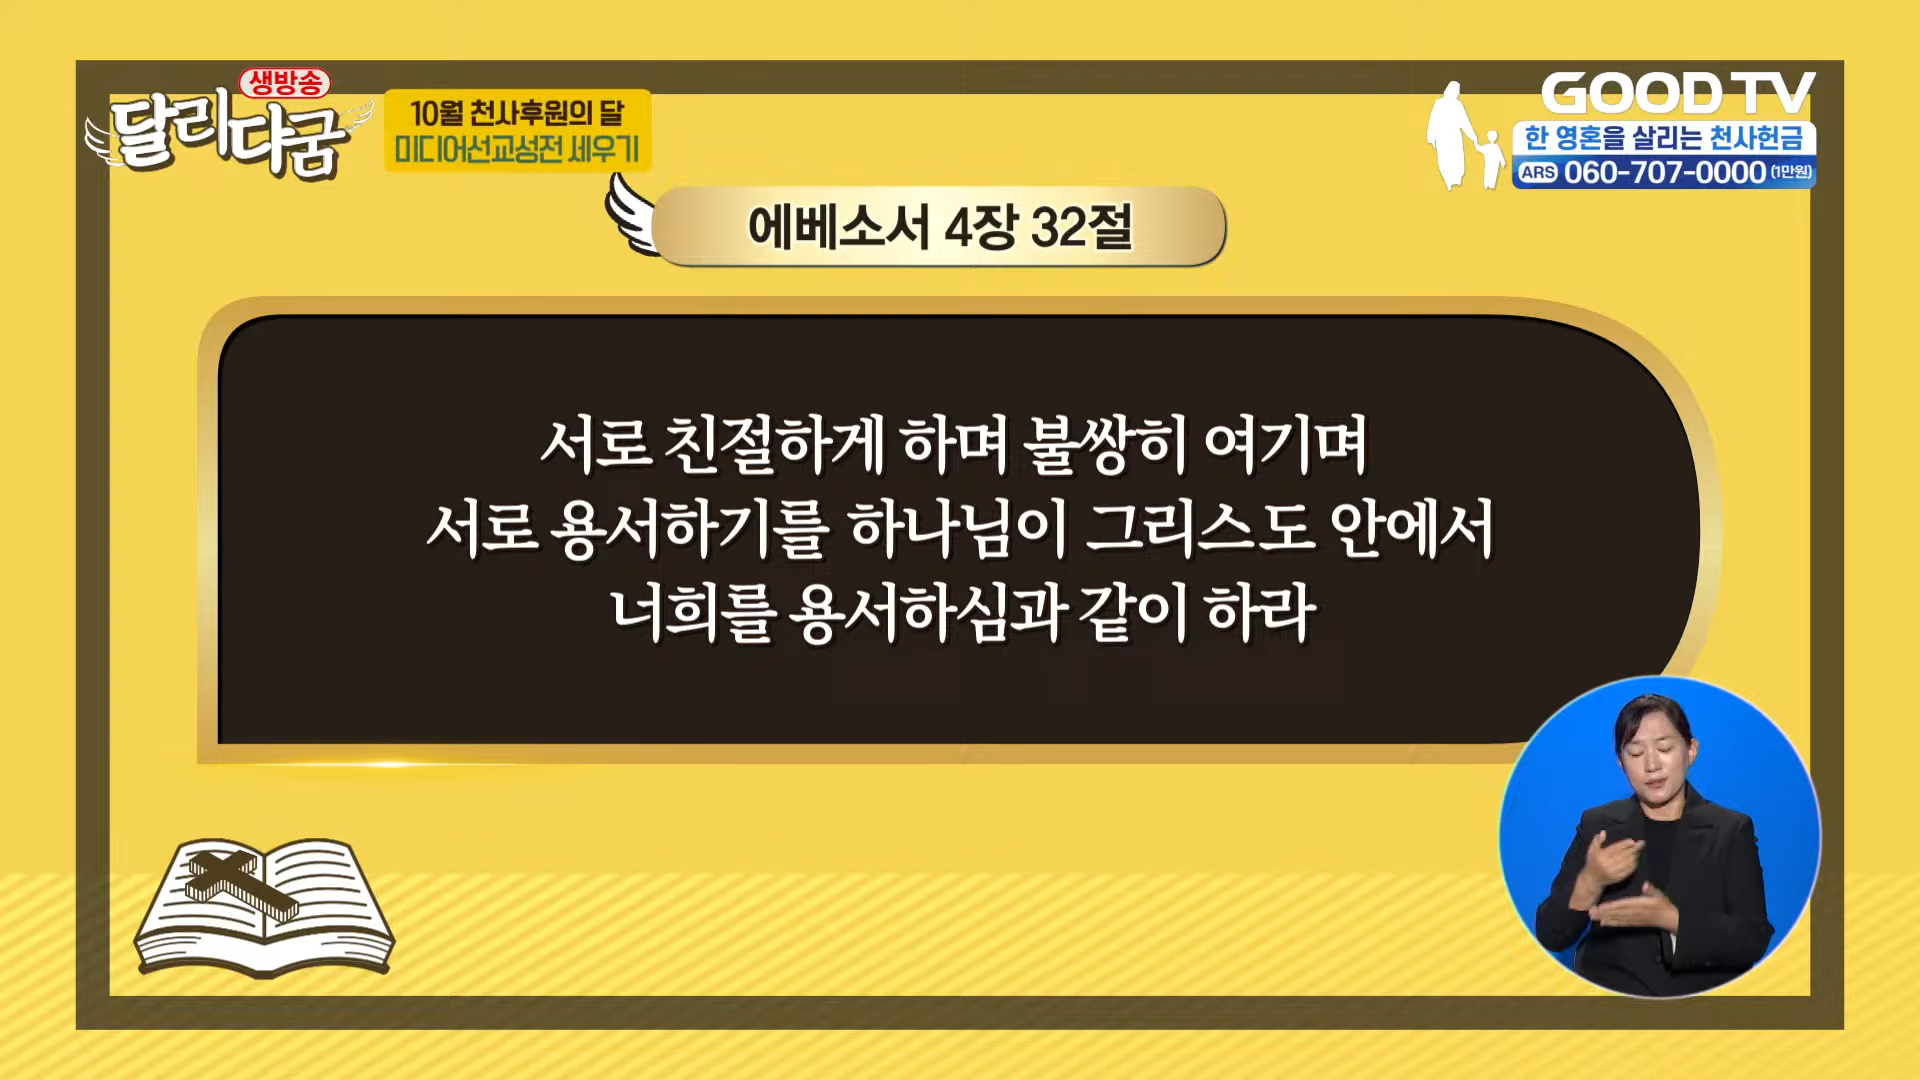 생방송
달리다굼
10월 천사후원의 달
미디어선교성전 세우기
GOODTV
한 영혼을 살리는 천사헌금
ARS 060-707-0000 (1만원)
에베소서 4장 32절
서로 친절하게 하며 불쌍히 여기며
서로 용서하기를 하나님이 그리스도 안에서
너희를 용서하심과 같이 하라